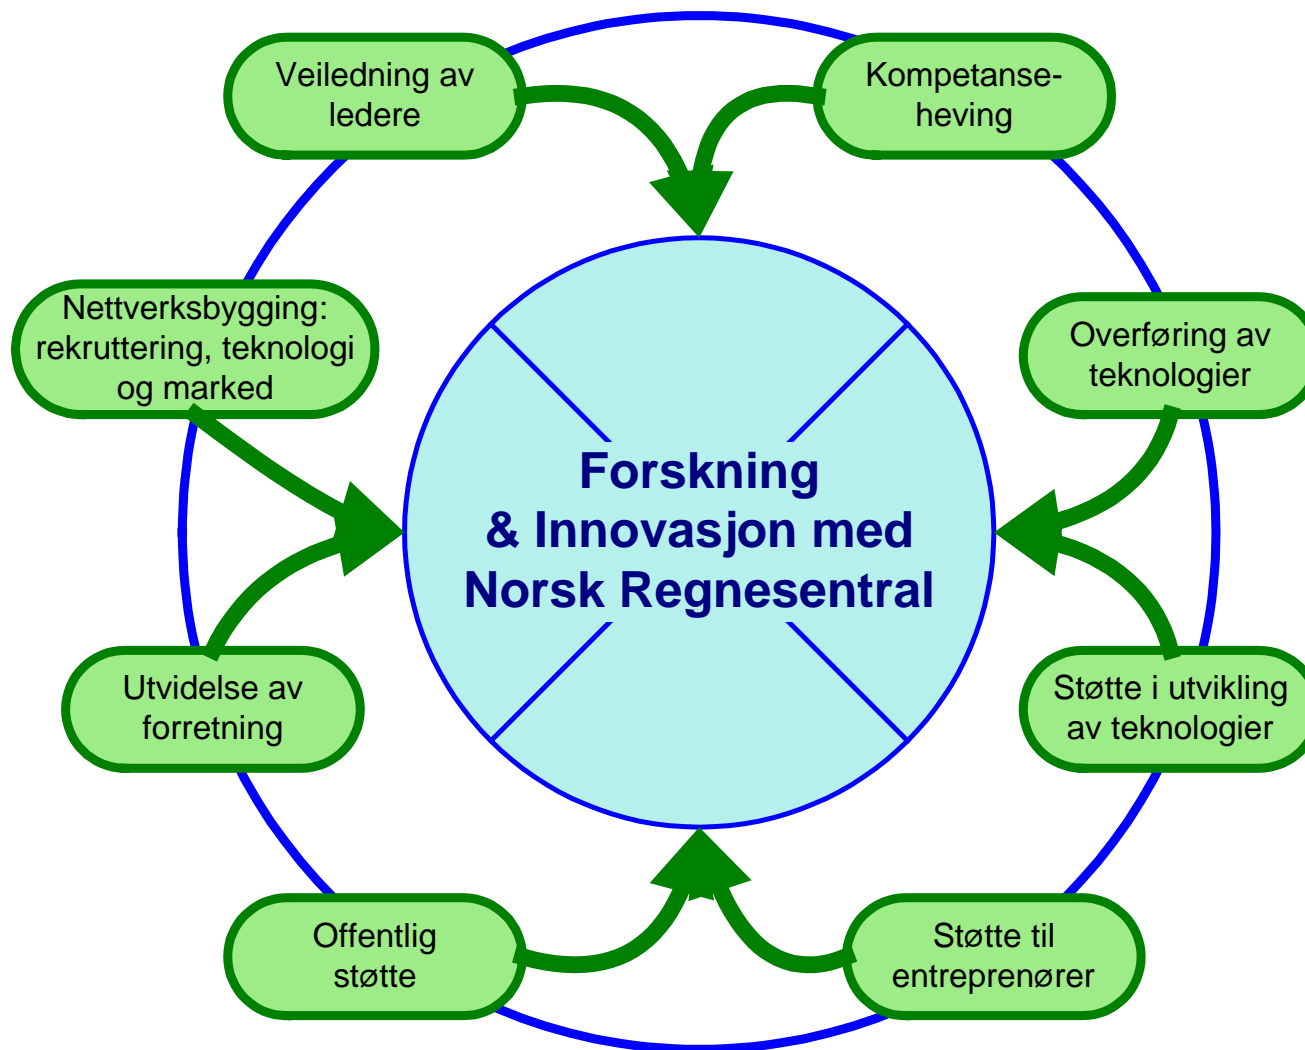 Veiledning av
ledere
Kompetanse-
heving
Nettverksbygging:
rekruttering, teknologi
og marked
Overføring av
teknologier
Forskning
& Innovasjon med
Norsk Regnesentral
Utvidelse av
forretning
Støtte i utvikling
av teknologier
Offentlig
støtte
Støtte til
entreprenører